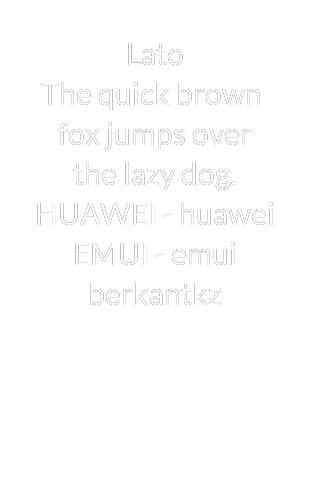 Lato
The quick brown
fox jumps over
the lazy dog.
HUAWEI - huawei
EMUI - emui
berkantkz